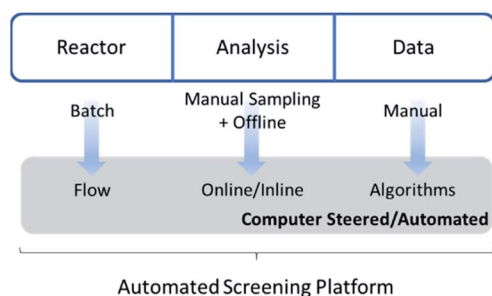 Reactor Analysis Data
Batch Manual Sampling + Offline Manual
Flow Online/Inline Algorithms
Computer Steered/Automated
Automated Screening Platform